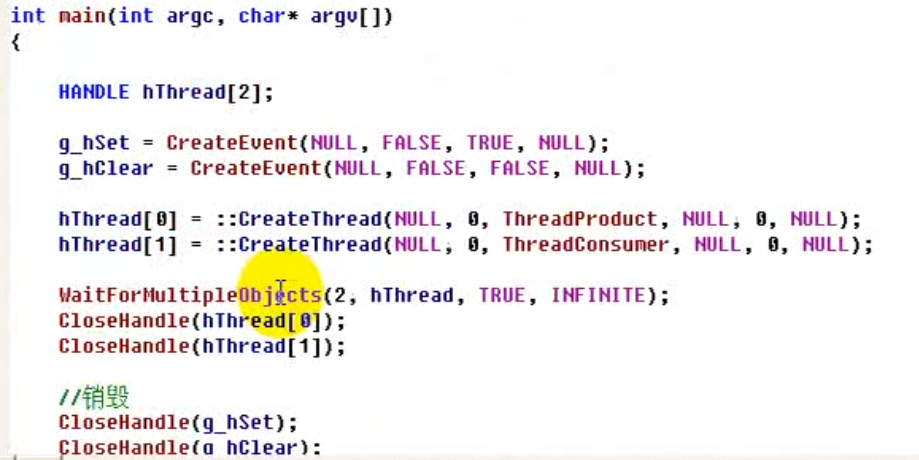 int main(int argc, char* argv[])
{
HANDLE hThread[2];
g_hSet = CreateEvent(NULL, FALSE, TRUE, NULL);
g_hClear = CreateEvent(NULL, FALSE, FALSE, NULL);
hThread[0] = ::CreateThread(NULL, 0, ThreadProduct, NULL, 0, NULL);
hThread[1] = ::CreateThread(NULL, 0, ThreadConsumer, NULL, 0, NULL);
WaitForMultipleObjects(2, hThread, TRUE, INFINITE);
CloseHandle(hThread[0]);
CloseHandle(hThread[1]);
//销毁
CloseHandle(g_hSet);
CloseHandle(g_hClear);